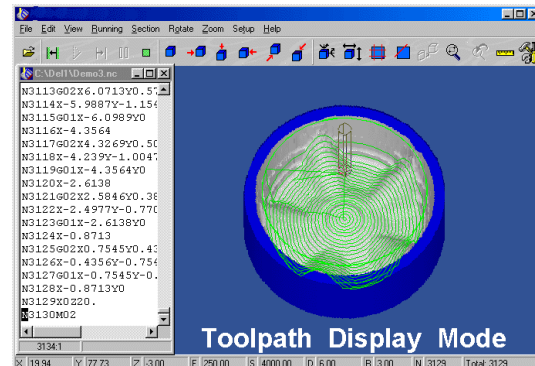 File Edit View Running Section Rotate Zoom Setup Help
C:\Del1\Demo3.nc
N3113G02X6.0713Y0.57
N3114X-5.9887Y-1.154
N3115G01X-6.0989Y0
N3116X-4.3564
N3117G02X4.3269Y0.50
N3118X-4.239Y-1.0047
N3119G01X-4.3564Y0
N3120X-2.6138
N3121G02X2.5846Y0.38
N3122X-2.4977Y-0.770
N3123G01X-2.6138Y0
N3124X-0.8713
N3125G02X0.7545Y0.43
N3126X-0.4356Y-0.754
N3127G01X-0.7545Y-0.
N3128X-0.8713Y0
N3129X0Z20.
N3130M02
3134:1
Toolpath Display Mode
X 19.94 Y 77.73 Z -3.00 F 250.00 S 4000.00 D 6.00 R 3.00 N 3129 Total: 3129